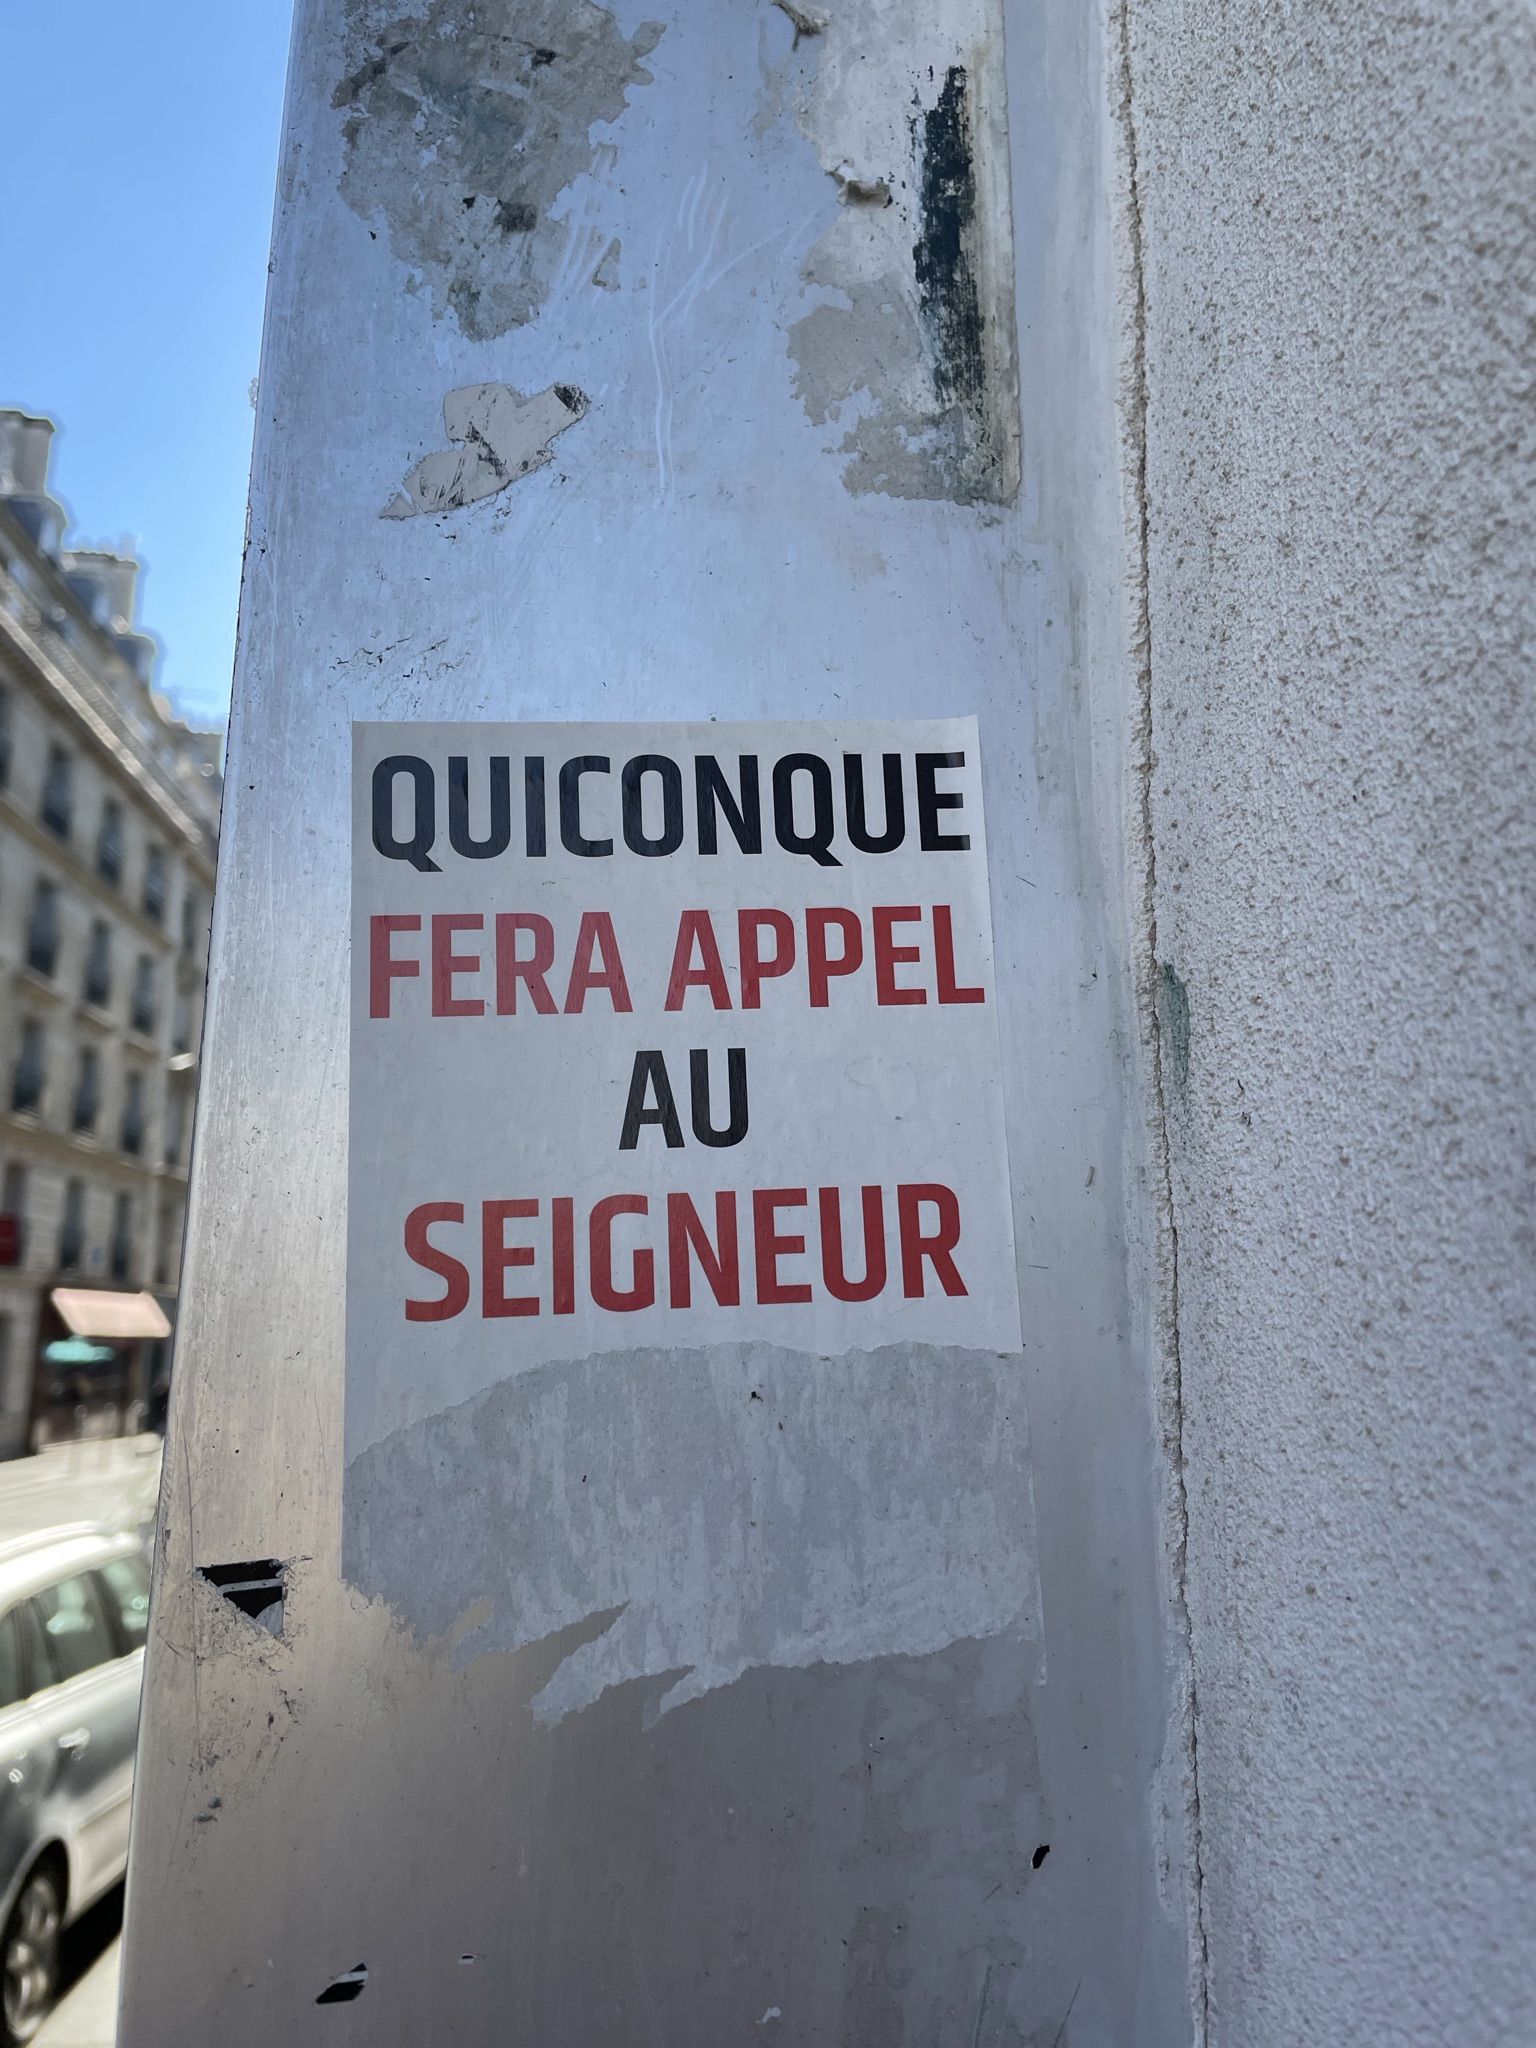 QUICONQUE
FERA APPEL
AU
SEIGNEUR